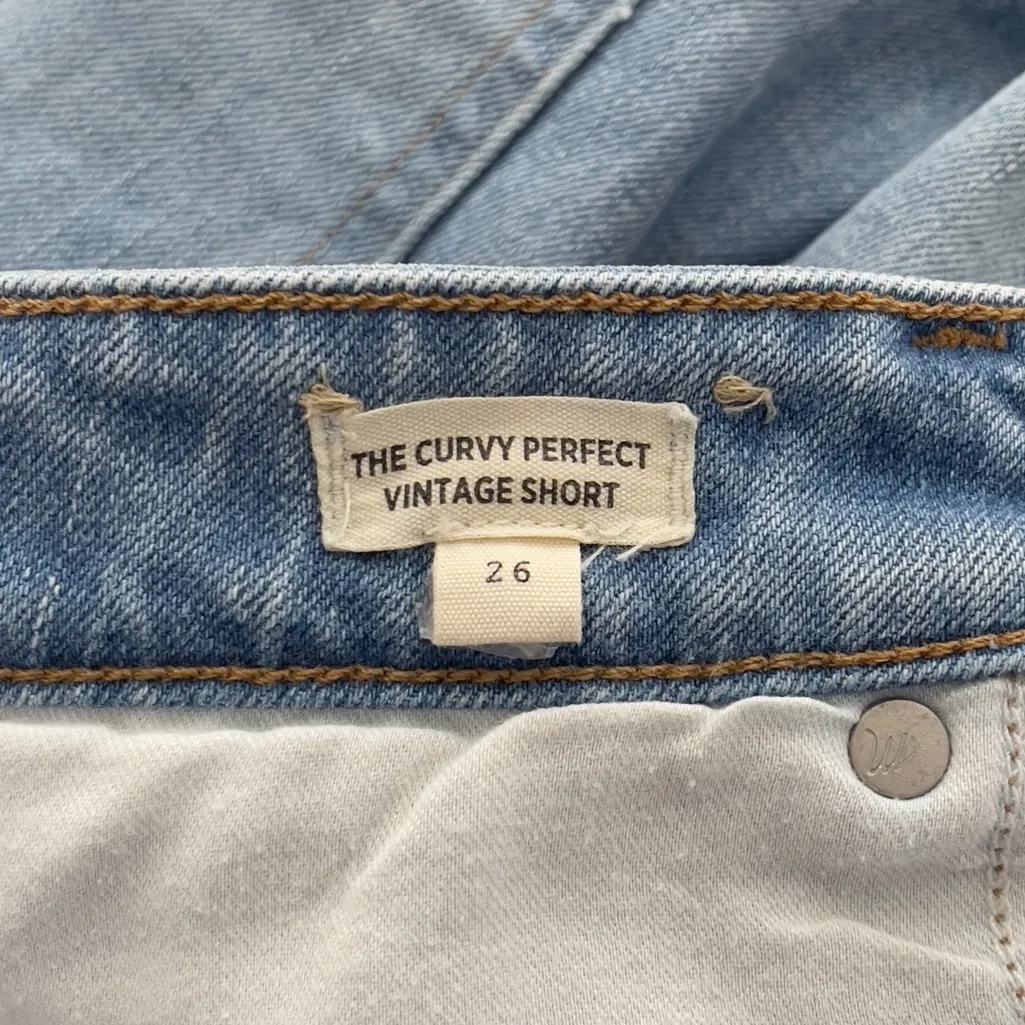 THE CURVY PERFECT
VINTAGE SHORT
26